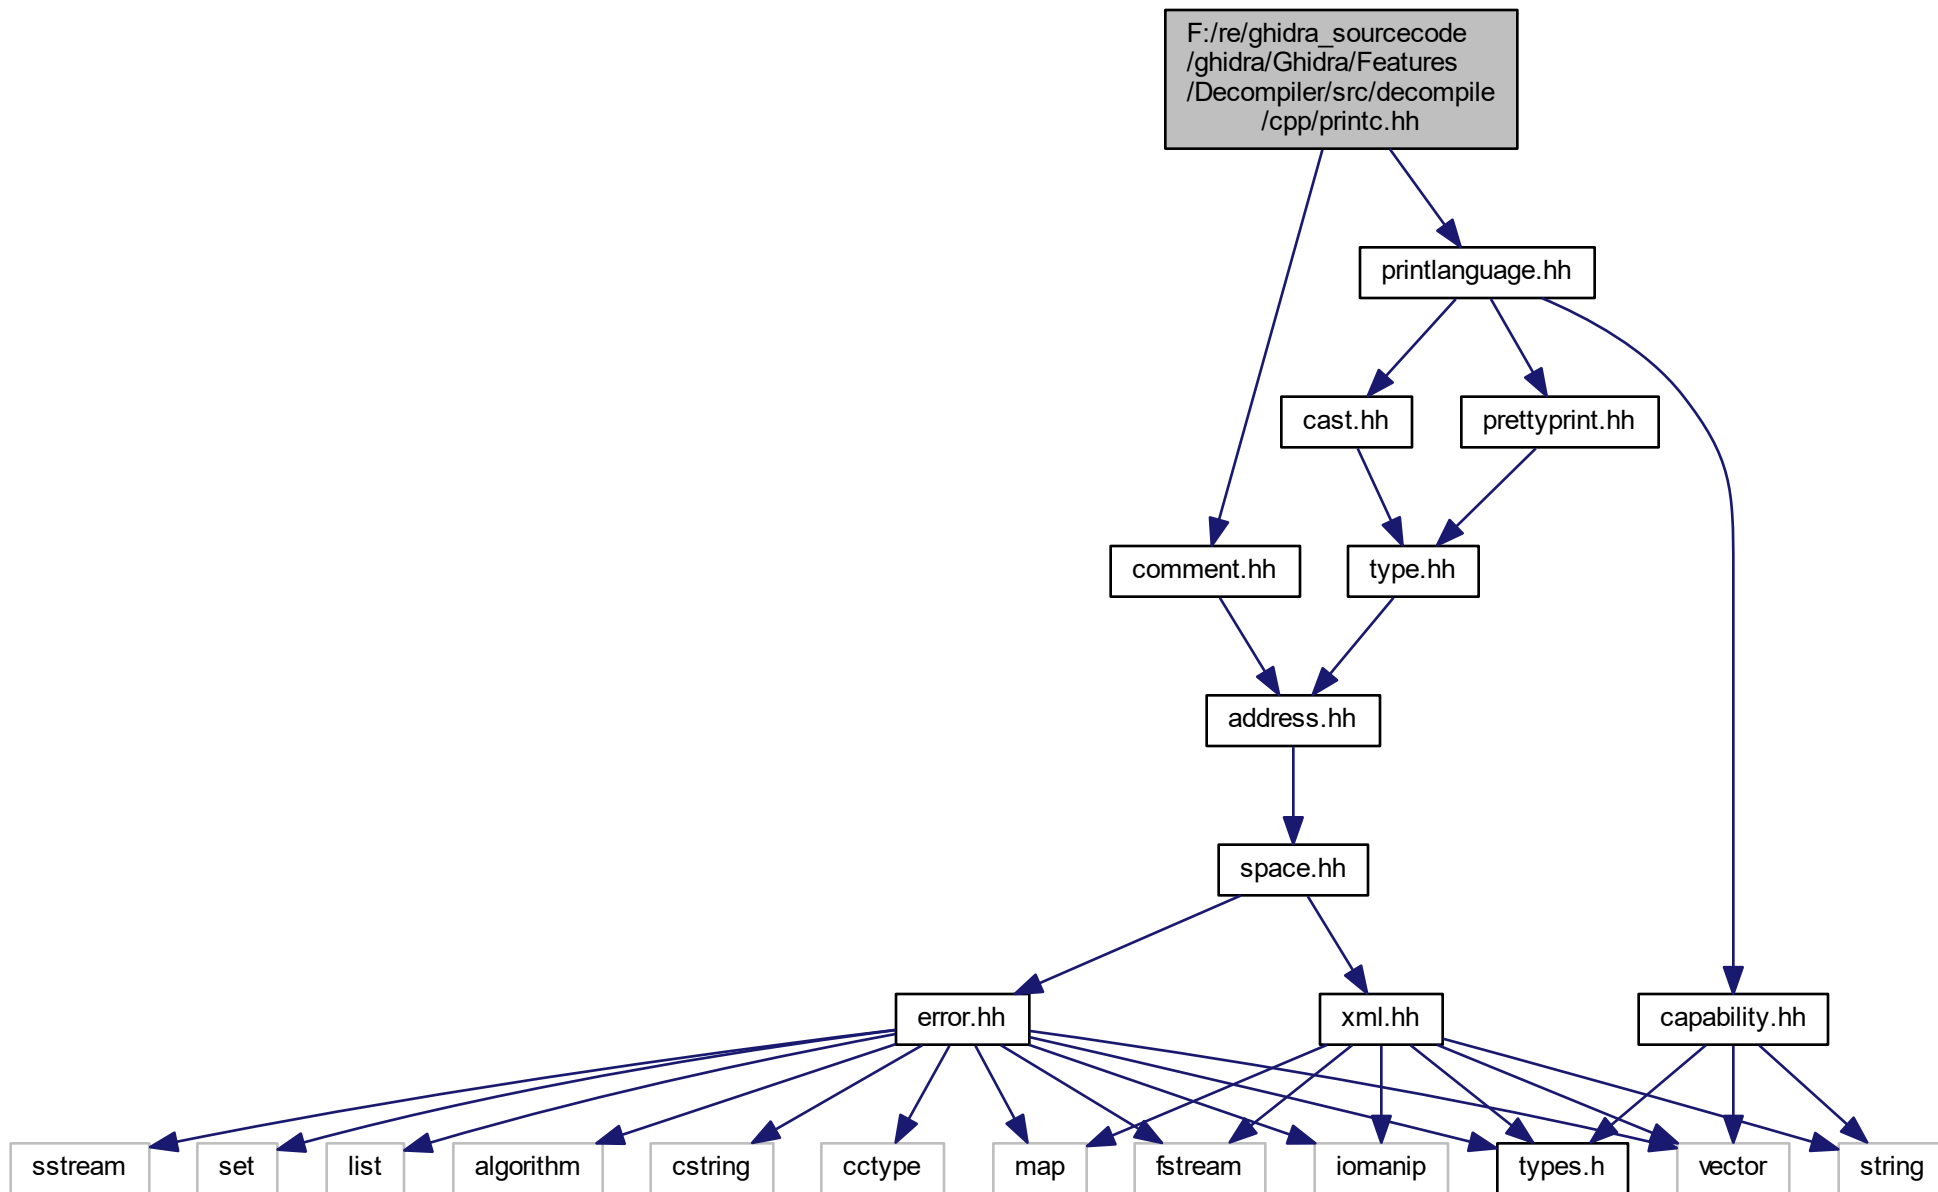 F:/re/ghidra_sourcecode
/ghidra/Ghidra/Features
/Decompiler/src/decompile
/cpp/printc.hh
printlanguage.hh
cast.hh
prettyprint.hh
comment.hh
type.hh
address.hh
space.hh
error.hh
xml.hh
capability.hh
sstream
set
list
algorithm
cstring
cctype
map
fstream
iomanip
types.h
vector
string